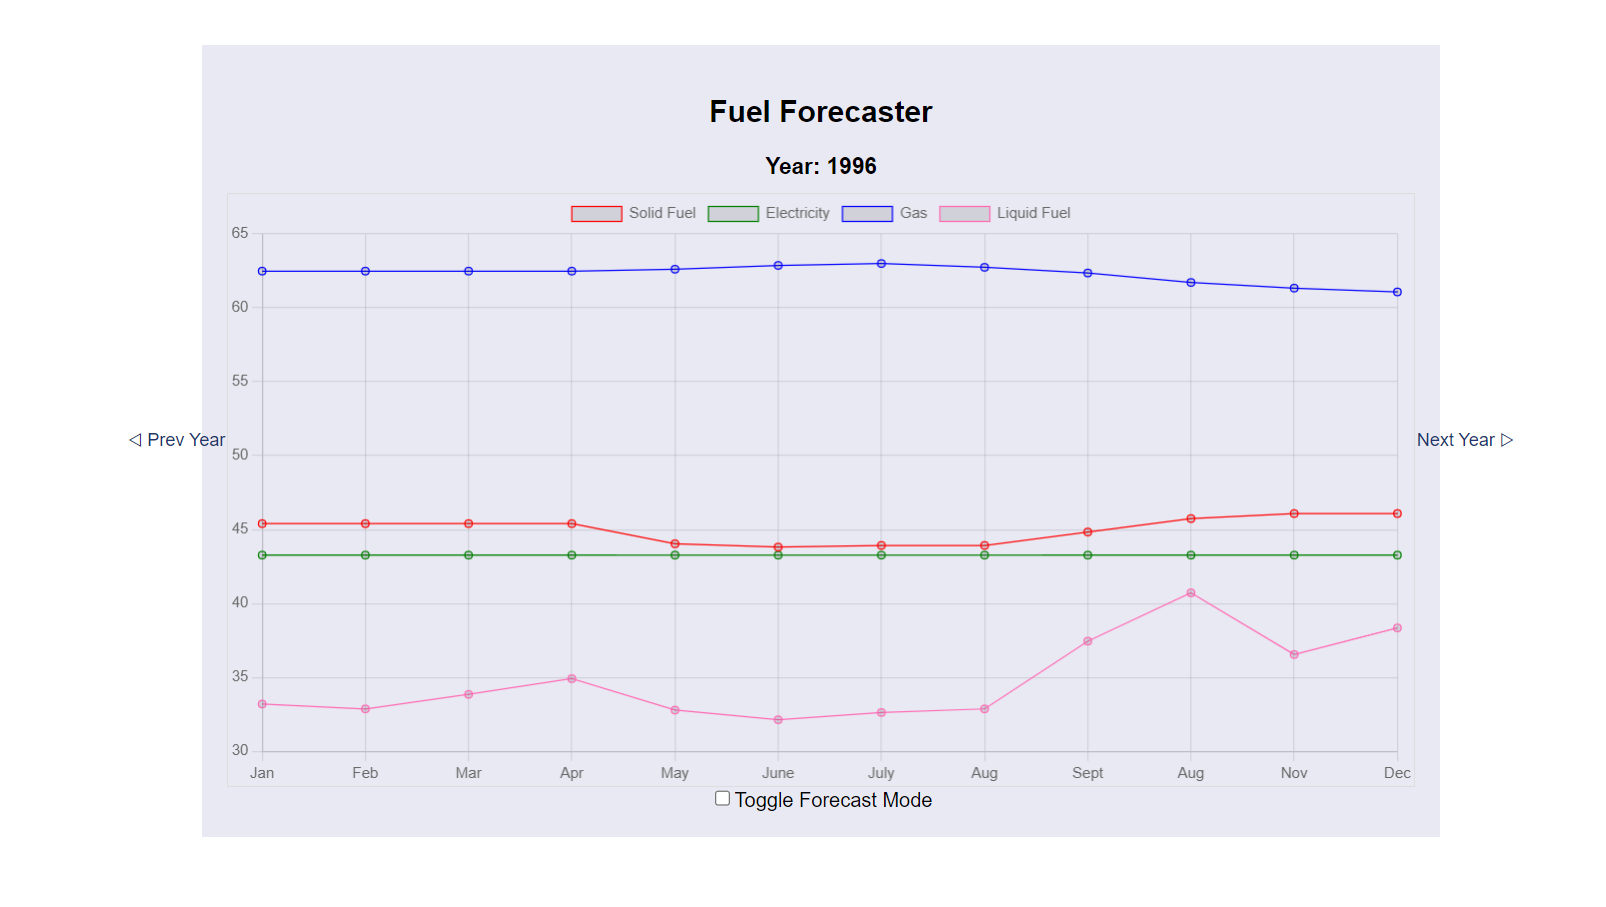 Fuel Forecaster
Year: 1996
Solid Fuel Electricity Gas Liquid Fuel
65
60
55
◁ Prev Year Next Year ▷
50
45
40
35
30
Jan Feb Mar Apr May June July Aug Sept Aug Nov Dec
Toggle Forecast Mode